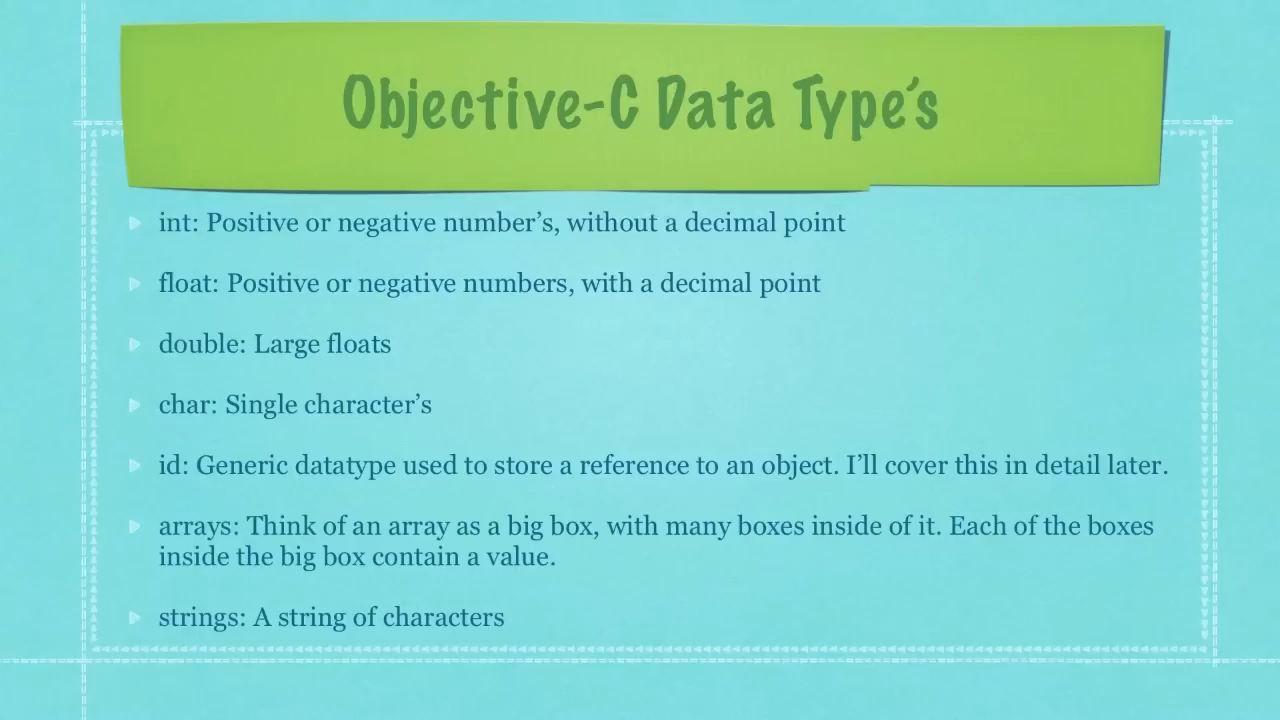 Objective-C Data Type's
int: Positive or negative number’s, without a decimal point
float: Positive or negative numbers, with a decimal point
double: Large floats
char: Single character’s
id: Generic datatype used to store a reference to an object. I’ll cover this in detail later.
arrays: Think of an array as a big box, with many boxes inside of it. Each of the boxes
inside the big box contain a value.
strings: A string of characters